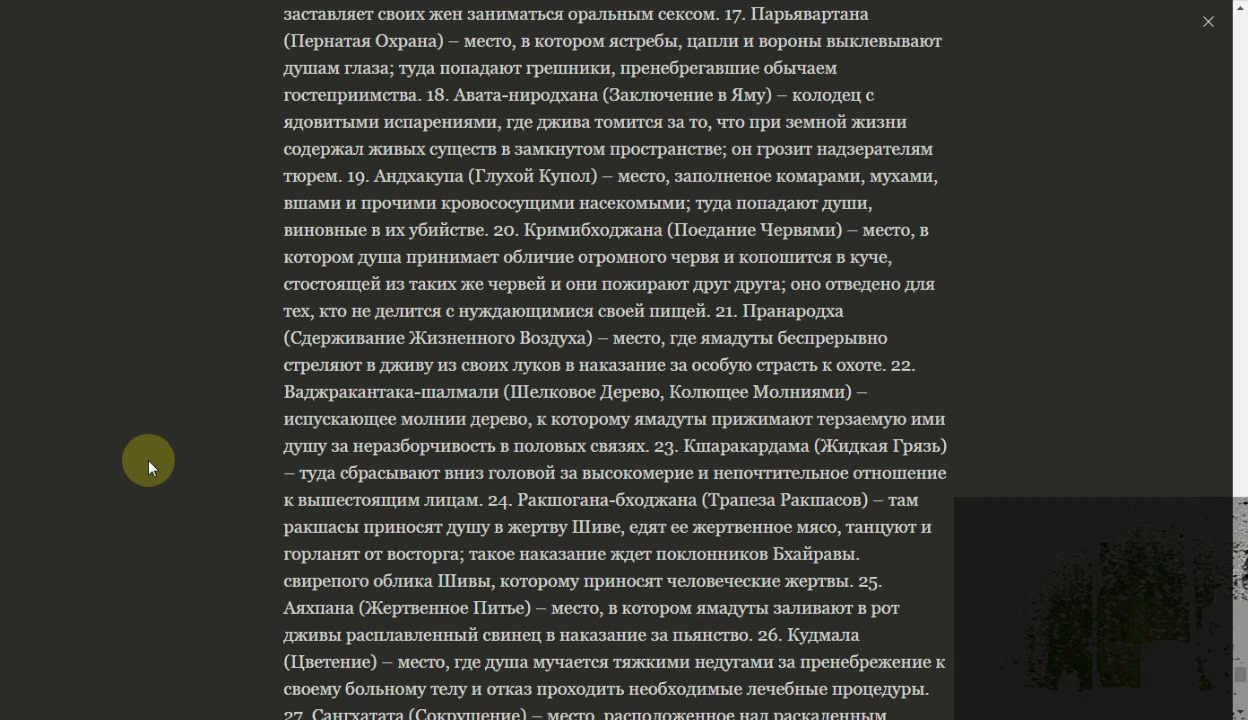 заставляет своих жен заниматься оральным сексом. 17. Парьявартана
(Пернатая Охрана) – место, в котором ястребы, цапли и вороны выклевывают
душам глаза; туда попадают грешники, пренебрегавшие обычаем
гостеприимства. 18. Авата-ниродхана (Заключение в Яму) – колодец с
ядовитыми испарениями, где джива томится за то, что при земной жизни
содержал живых существ в замкнутом пространстве; он грозит надзерателям
тюрем. 19. Андхакупа (Глухой Купол) – место, заполненое комарами, мухами,
вшами и прочими кровососущими насекомыми; туда попадают души,
виновные в их убийстве. 20. Кримибходжана (Поедание Червями) – место, в
котором душа принимает обличие огромного червя и копошится в куче,
стостоящей из таких же червей и они пожирают друг друга; оно отведено для
тех, кто не делится с нуждающимися своей пищей. 21. Пранародха
(Сдерживание Жизненного Воздуха) – место, где ямадуты беспрерывно
стреляют в дживу из своих луков в наказание за особую страсть к охоте. 22.
Ваджракантака-шалмали (Шелковое Дерево, Колющее Молниями) –
испускающее молнии дерево, к которому ямадуты прижимают терзаемую ими
душу за неразборчивость в половых связях. 23. Кшаракардама (Жидкая Грязь)
– туда сбрасывают вниз головой за высокомерие и непочтительное отношение
к вышестоящим лицам. 24. Ракшогана-бходжана (Трапеза Ракшасов) – там
ракшасы приносят душу в жертву Шиве, едят ее жертвенное мясо, танцуют и
горланят от восторга; такое наказание ждет поклонников Бхайравы.
свирепого облика Шивы, которому приносят человеческие жертвы. 25.
Аяхпана (Жертвенное Питье) – место, в котором ямадуты заливают в рот
дживы расплавленный свинец в наказание за пьянство. 26. Кудмала
(Цветение) – место, где душа мучается тяжкими недугами за пренебрежение к
своему больному телу и отказ проходить необходимые лечебные процедуры.
27. Сангхатата (Сокрушение) – место, расположенное над раскаленным